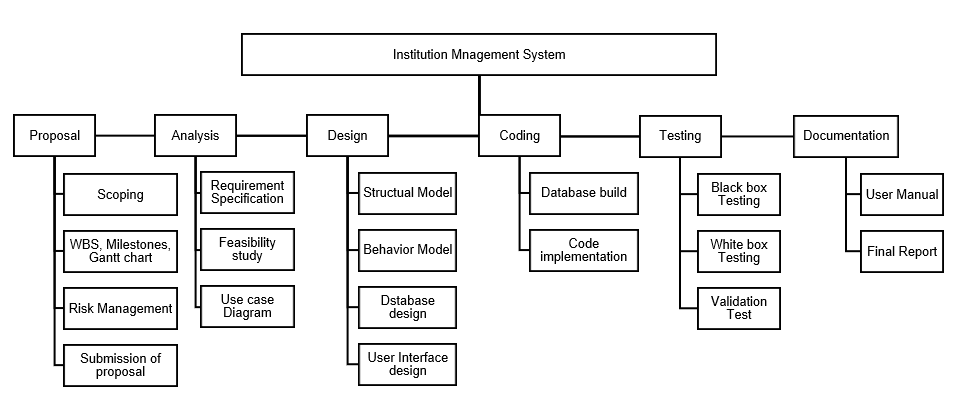 Institution Mnagement System
Proposal
Analysis
Design
Coding
Testing
Documentation
Scoping
WBS, Milestones,
Gantt chart
Risk Management
Submission of
proposal
Requirement
Specification
Feasibility
study
Use case
Diagram
Structual Model
Behavior Model
Dstabase
design
User Interface
design
Database build
Code
implementation
Black box
Testing
White box
Testing
Validation
Test
User Manual
Final Report